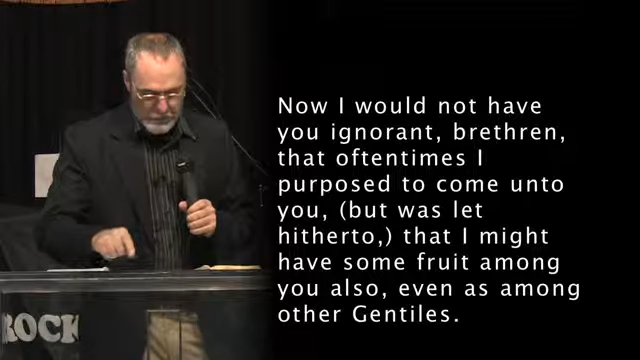 Now I would not have
you ignorant, brethren,
that oftentimes I
purposed to come unto
you, (but was let
hitherto,) that I might
have some fruit among
you also, even as among
other Gentiles.
ROCK